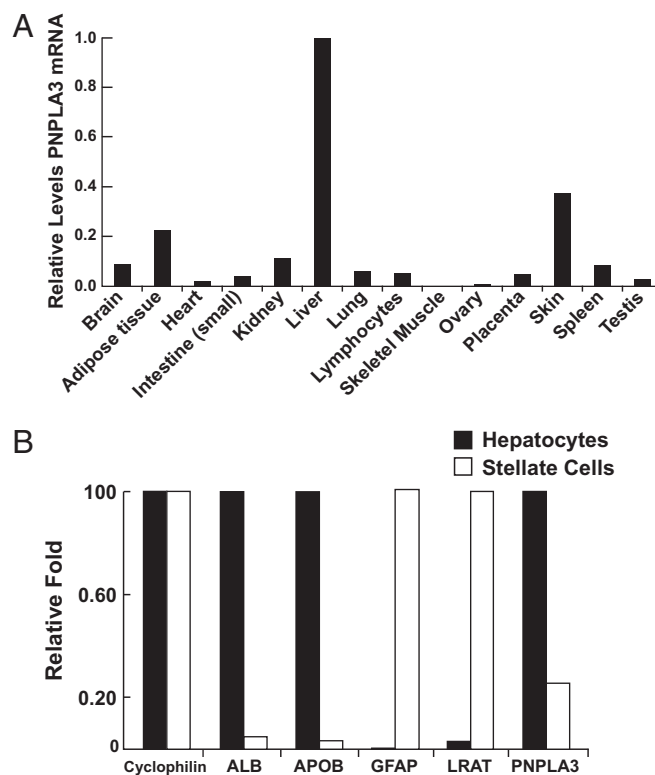 A
Relative Levels PNPLA3 mRNA
1.0
0.8
0.6
0.4
0.2
0.0
Brain
Adipose tissue
Heart
Intestine (small)
Kidney
Liver
Lung
Lymphocytes
Skeletel Muscle
Ovary
Placenta
Skin
Spleen
Testis
B
Hepatocytes
Stellate Cells
Relative Fold
100
0.60
0.20
0
Cyclophilin
ALB
APOB
GFAP
LRAT
PNPLA3